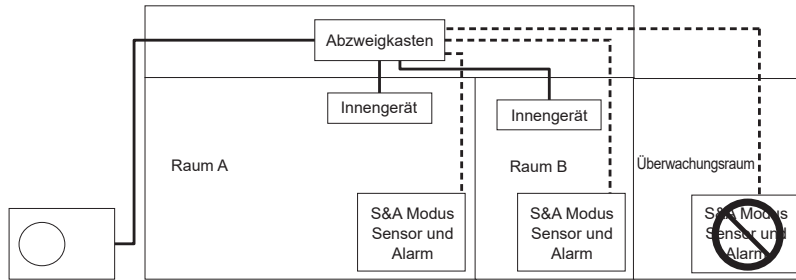 Abzweigkasten
Innengerät
Innengerät
Raum A
Raum B
Überwachungsraum
S&A Modus
Sensor und
Alarm
S&A Modus
Sensor und
Alarm
S&A Modus
Sensor und
Alarm